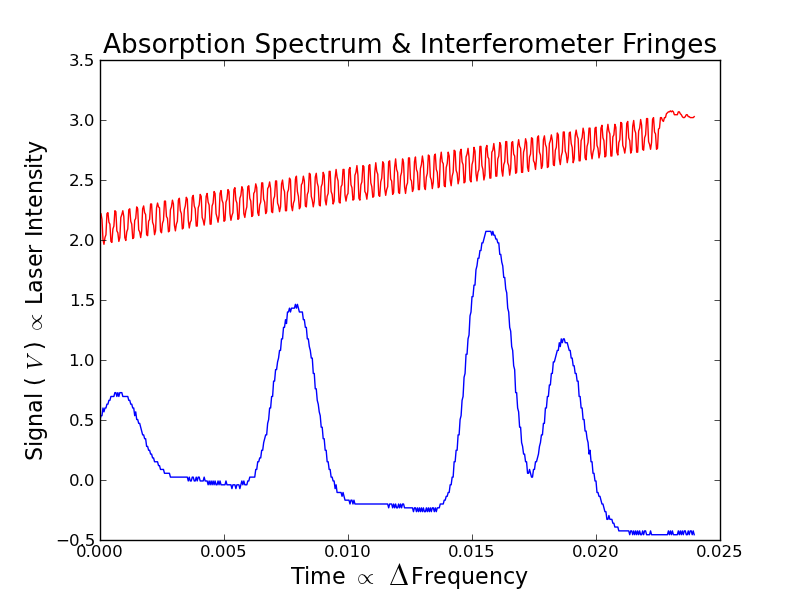 Absorption Spectrum & Interferometer Fringes
Signal ( V ) ∝ Laser Intensity
3.5
3.0
2.5
2.0
1.5
1.0
0.5
0.0
−0.5
0.000 0.005 0.010 0.015 0.020 0.025
Time ∝ ΔFrequency